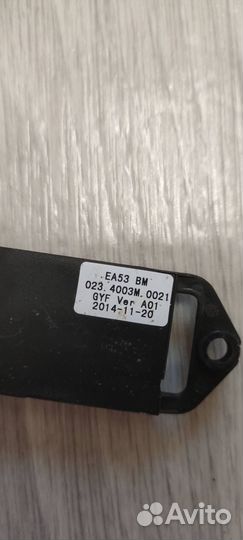 EA53 BM
023.4003M.0021
GYF Ver A01
2014-11-20
Avito